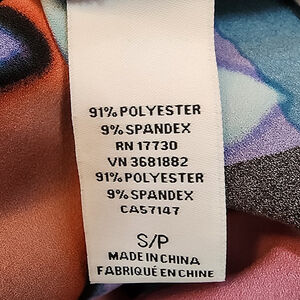 91% POLYESTER
9% SPANDEX
RN 17730
VN 3681882
91% POLYESTER
9% SPANDEX
CA57147
S/P
MADE IN CHINA
FABRIQUÉ EN CHINE